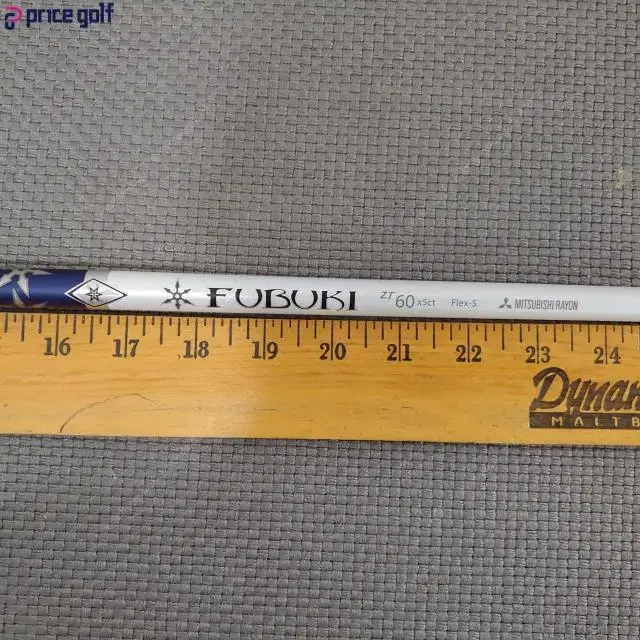 price golf
FUBUKI ZT 60 x5ct Flex-S MITSUBISHI RAYON
16 17 18 19 20 21 22 23 24
Dynam
MALTB